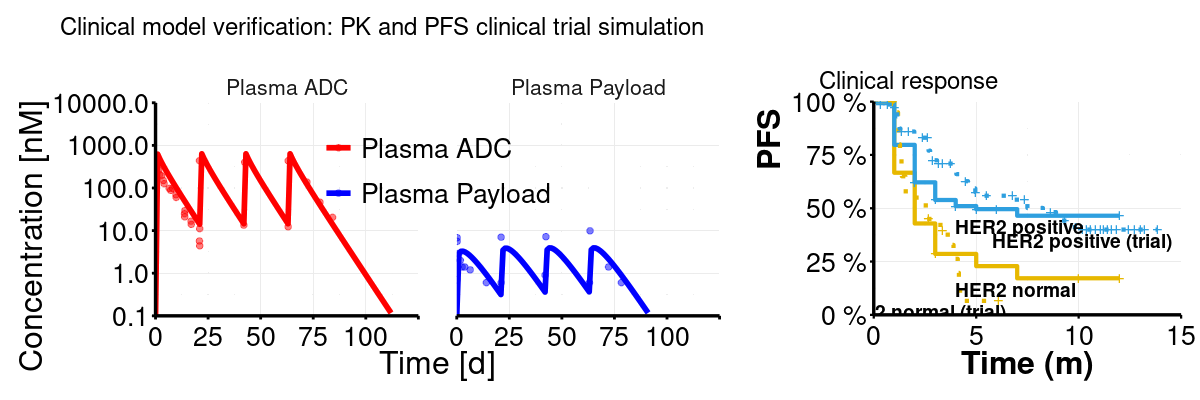 Clinical model verification: PK and PFS clinical trial simulation
Plasma ADC
Plasma Payload
Clinical response
Concentration [nM]
10000.0
1000.0
100.0
10.0
1.0
0.1
Plasma ADC
Plasma Payload
0 25 50 75 100
0 25 50 75 100
Time [d]
PFS
100 %
75 %
50 %
25 %
0 %
HER2 positive
HER2 positive (trial)
HER2 normal
2 normal (trial)
0 5 10 15
Time (m)